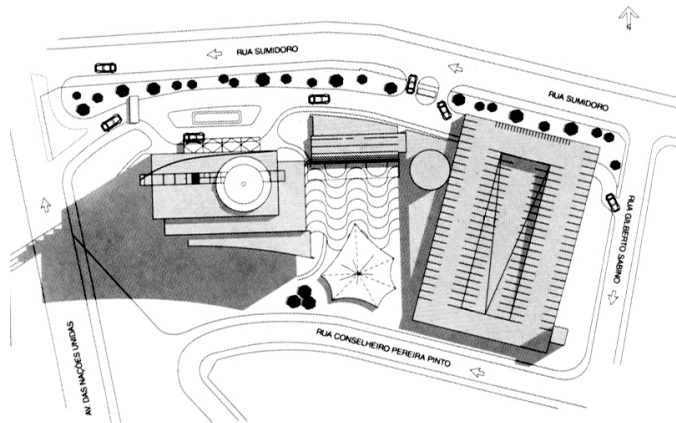 RUA SUMIDORO
RUA SUMIDORO
RUA GILBERTO SABINO
RUA CONSELHEIRO PEREIRA PINTO
AV. DAS NAÇÕES UNIDAS